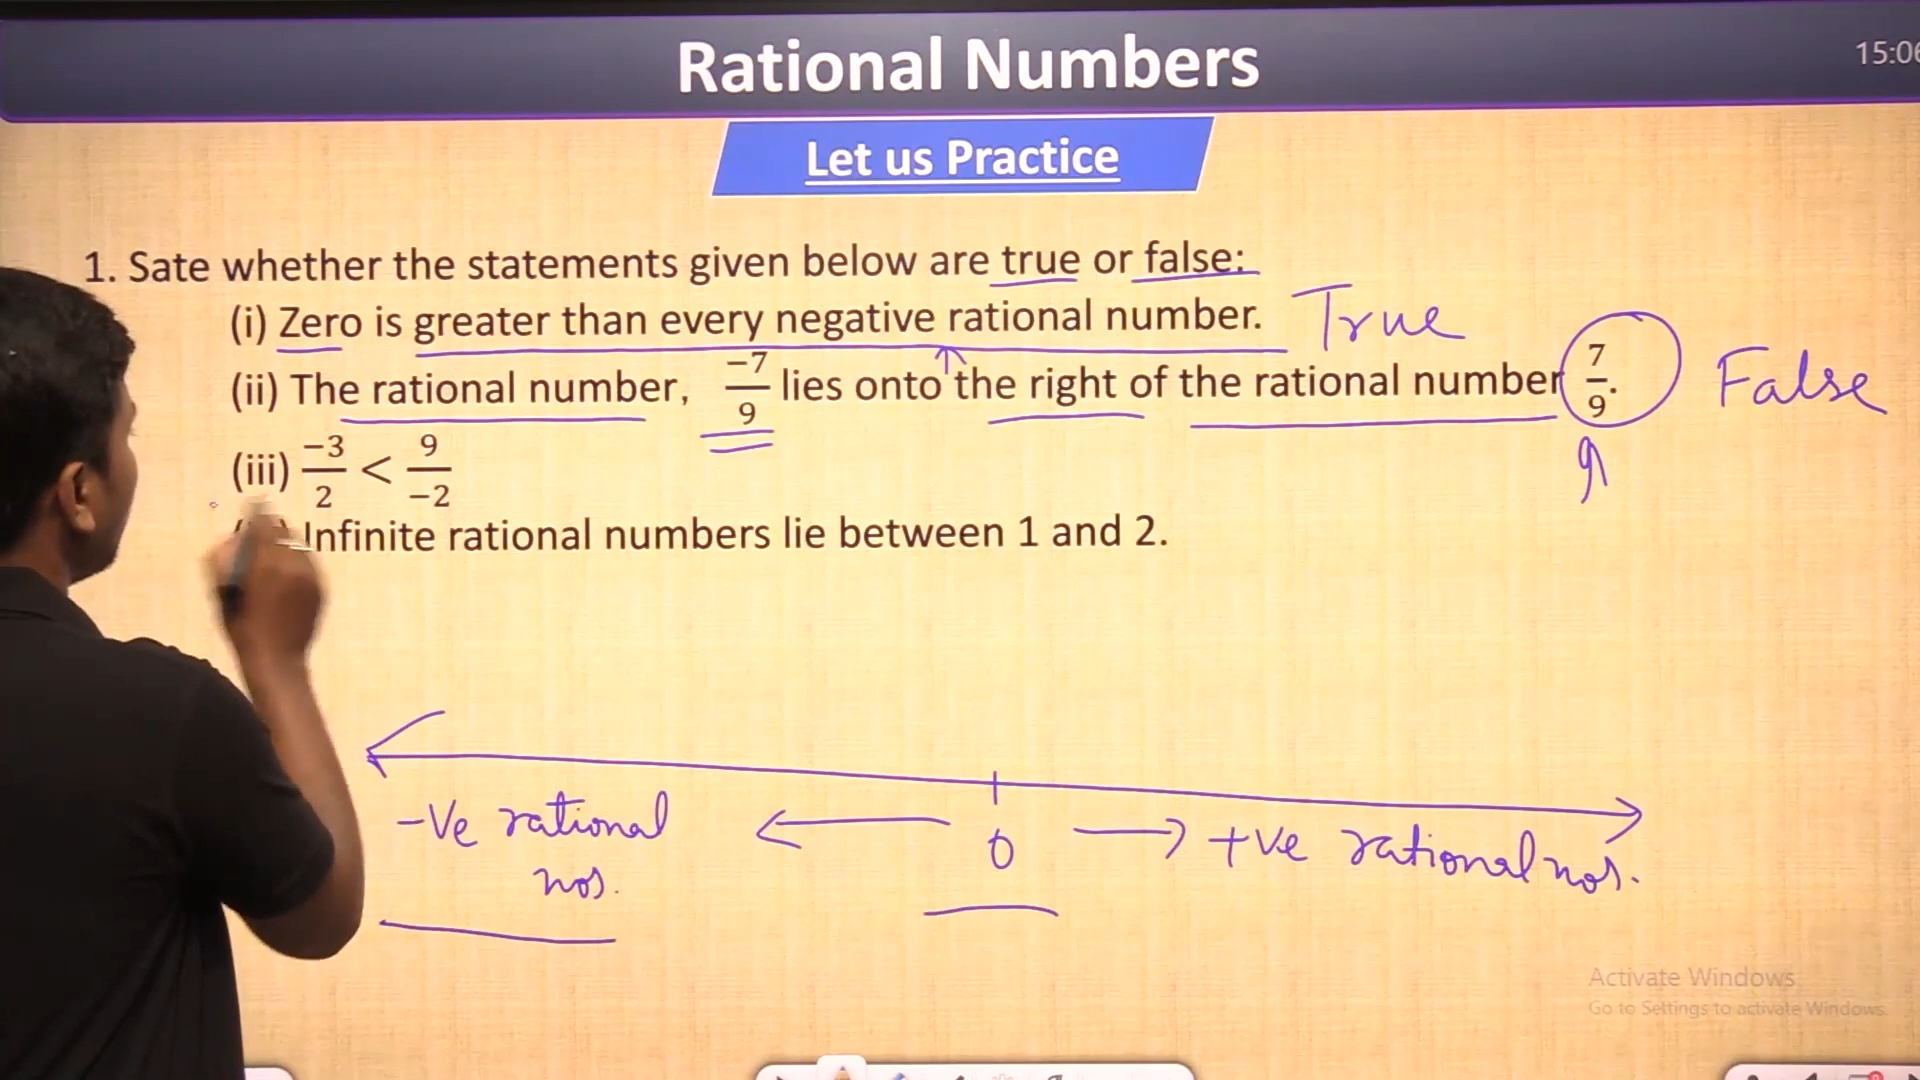 Rational Numbers
15:06
Let us Practice
1. Sate whether the statements given below are true or false:
(i) Zero is greater than every negative rational number. True
(ii) The rational number, -7/9 lies onto the right of the rational number 7/9. False
(iii) -3/2 < 9/-2
Infinite rational numbers lie between 1 and 2.
-Ve rational nos.
0
+ve rational nos.
Activate Windows
Go to Settings to activate Windows.